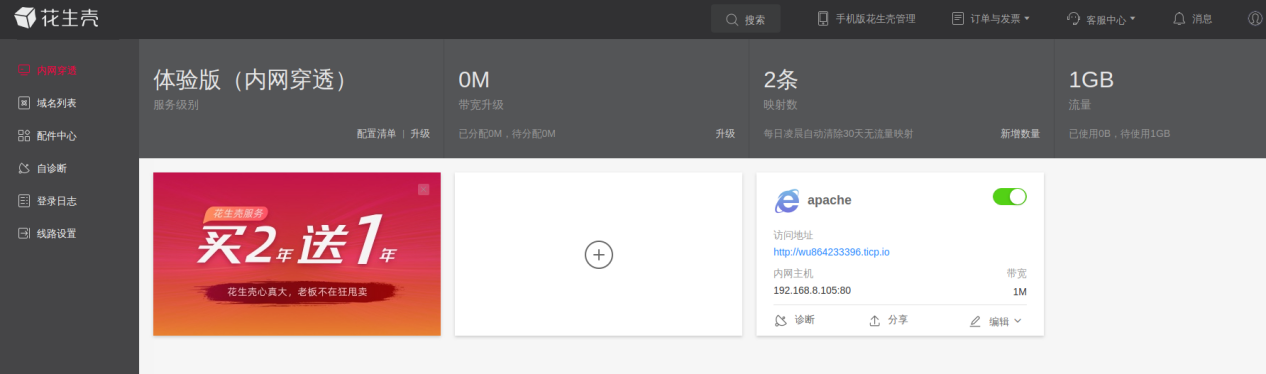 花生壳
搜索
手机版花生壳管理
订单与发票
客服中心
消息
内网穿透
域名列表
配件中心
自诊断
登录日志
线路设置
体验版（内网穿透）
服务级别
配置清单 | 升级
0M
带宽升级
已分配0M，待分配0M
升级
2条
映射数
每日凌晨自动清除30天无流量映射
新增数量
1GB
流量
已使用0B，待使用1GB
花生壳服务
买2年送1年
花生壳心真大，老板不在狂甩卖
apache
访问地址
http://wu864233396.ticp.io
内网主机 带宽
192.168.8.105:80 1M
诊断 分享 编辑